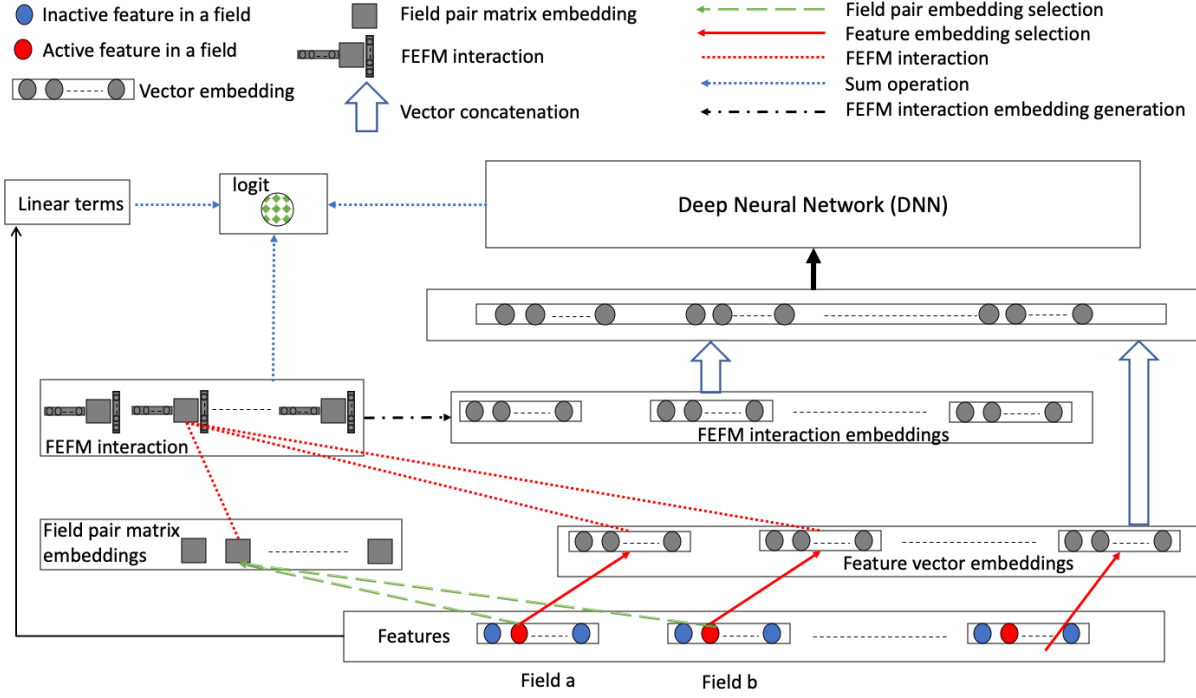 Inactive feature in a field
Active feature in a field
Vector embedding
Field pair matrix embedding
FEFM interaction
Vector concatenation
Field pair embedding selection
Feature embedding selection
FEFM interaction
Sum operation
FEFM interaction embedding generation
Linear terms
logit
Deep Neural Network (DNN)
FEFM interaction
FEFM interaction embeddings
Field pair matrix
embeddings
Feature vector embeddings
Features
Field a
Field b